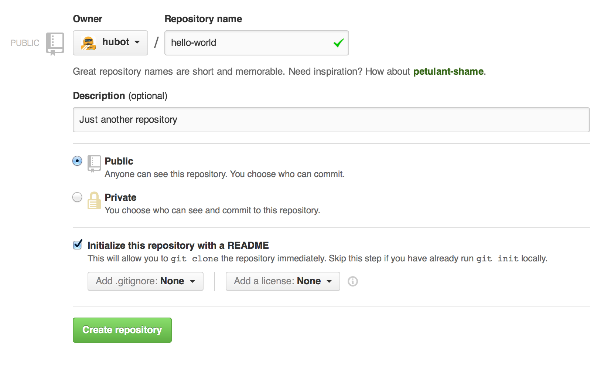 Owner Repository name
PUBLIC hubot / hello-world
Great repository names are short and memorable. Need inspiration? How about petulant-shame.
Description (optional)
Just another repository
Public
Anyone can see this repository. You choose who can commit.
Private
You choose who can see and commit to this repository.
Initialize this repository with a README
This will allow you to git clone the repository immediately. Skip this step if you have already run git init locally.
Add .gitignore: None Add a license: None
Create repository